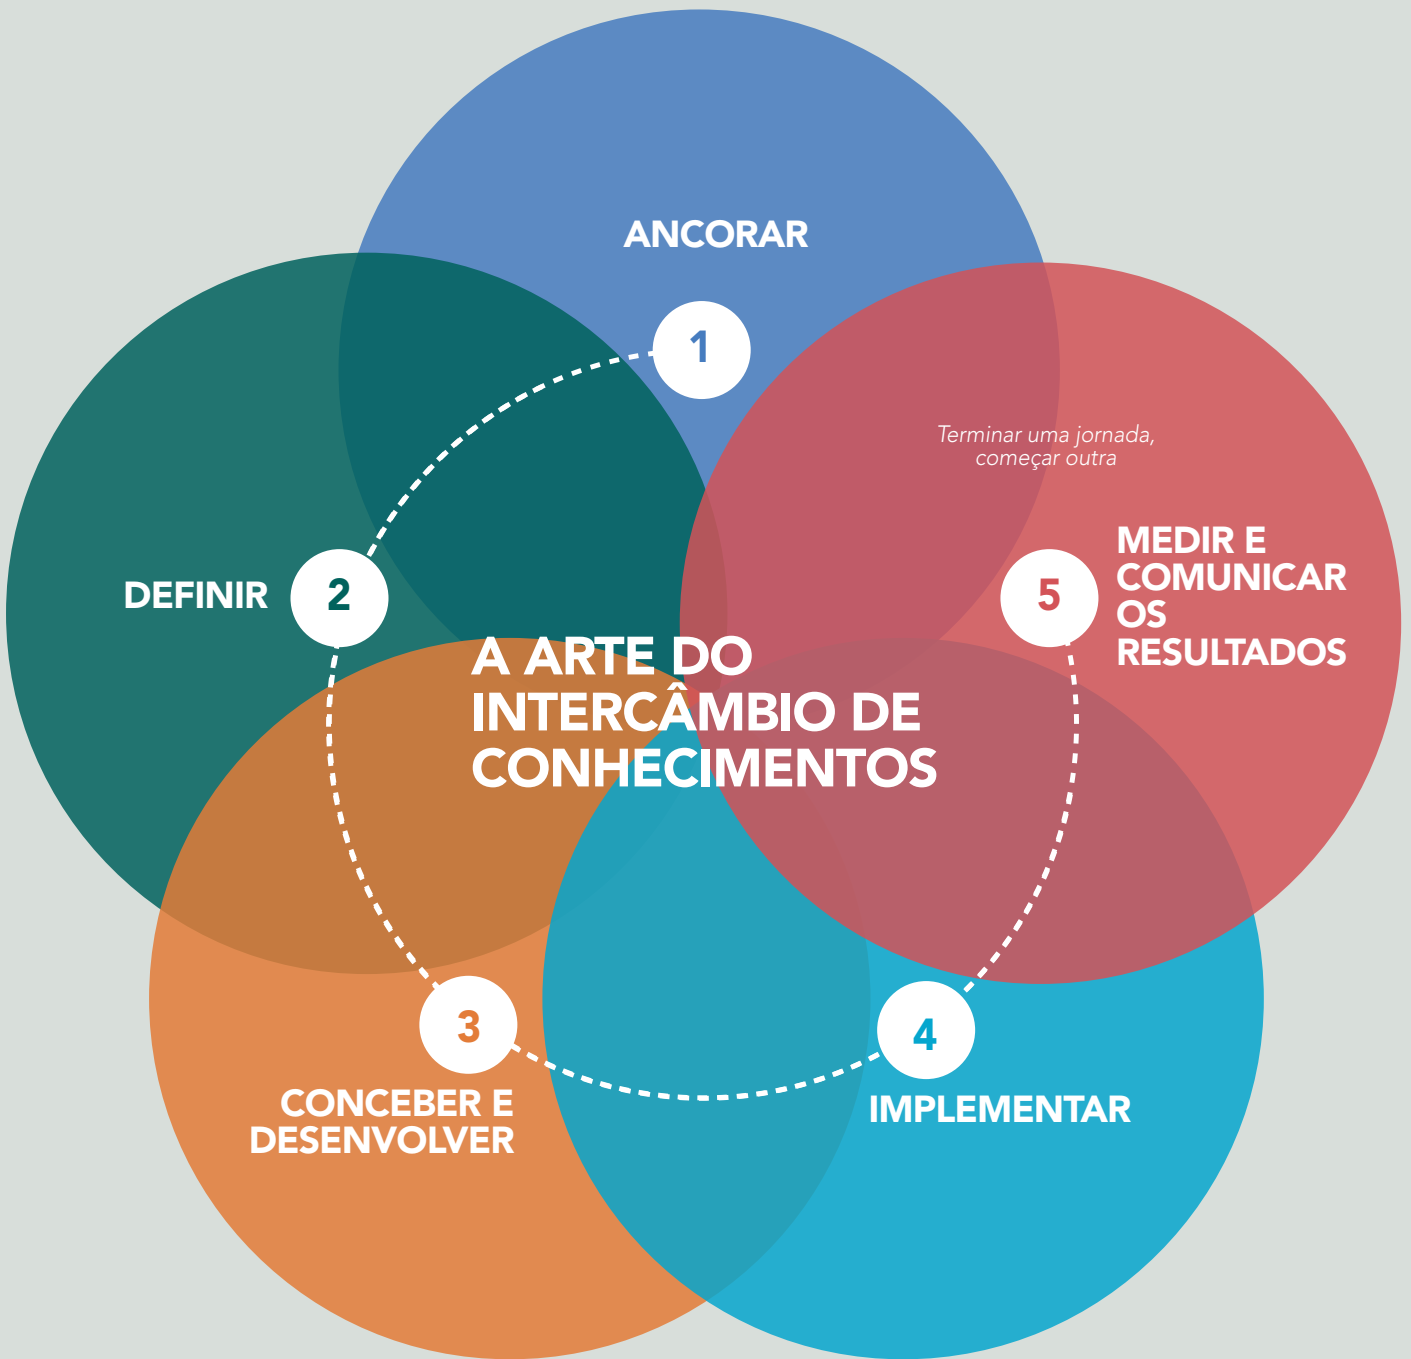 ANCORAR
1
Terminar uma jornada,
começar outra
MEDIR E
COMUNICAR
OS
RESULTADOS
5
DEFINIR
2
A ARTE DO
INTERCÂMBIO DE
CONHECIMENTOS
3
CONCEBER E
DESENVOLVER
4
IMPLEMENTAR